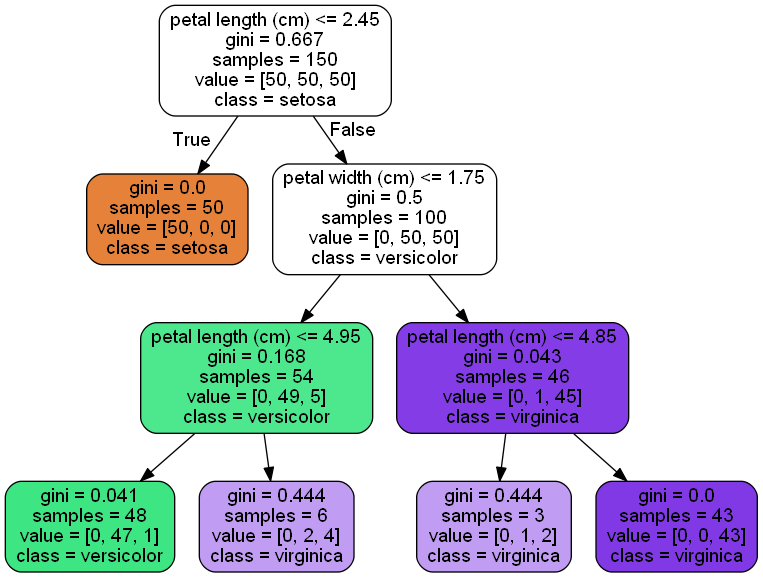 petal length (cm) <= 2.45
gini = 0.667
samples = 150
value = [50, 50, 50]
class = setosa
True
False
gini = 0.0
samples = 50
value = [50, 0, 0]
class = setosa
petal width (cm) <= 1.75
gini = 0.5
samples = 100
value = [0, 50, 50]
class = versicolor
petal length (cm) <= 4.95
gini = 0.168
samples = 54
value = [0, 49, 5]
class = versicolor
petal length (cm) <= 4.85
gini = 0.043
samples = 46
value = [0, 1, 45]
class = virginica
gini = 0.041
samples = 48
value = [0, 47, 1]
class = versicolor
gini = 0.444
samples = 6
value = [0, 2, 4]
class = virginica
gini = 0.444
samples = 3
value = [0, 1, 2]
class = virginica
gini = 0.0
samples = 43
value = [0, 0, 43]
class = virginica